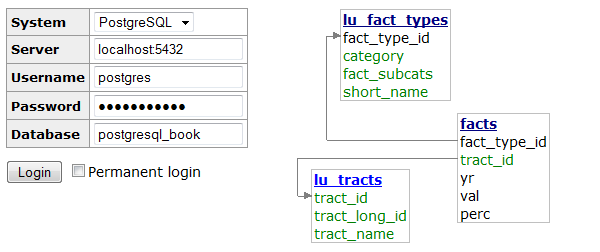 System PostgreSQL
Server localhost:5432
Username postgres
Password ●●●●●●●●●●●
Database postgresql_book
Login Permanent login
lu_fact_types
fact_type_id
category
fact_subcats
short_name
facts
fact_type_id
tract_id
yr
val
perc
lu_tracts
tract_id
tract_long_id
tract_name